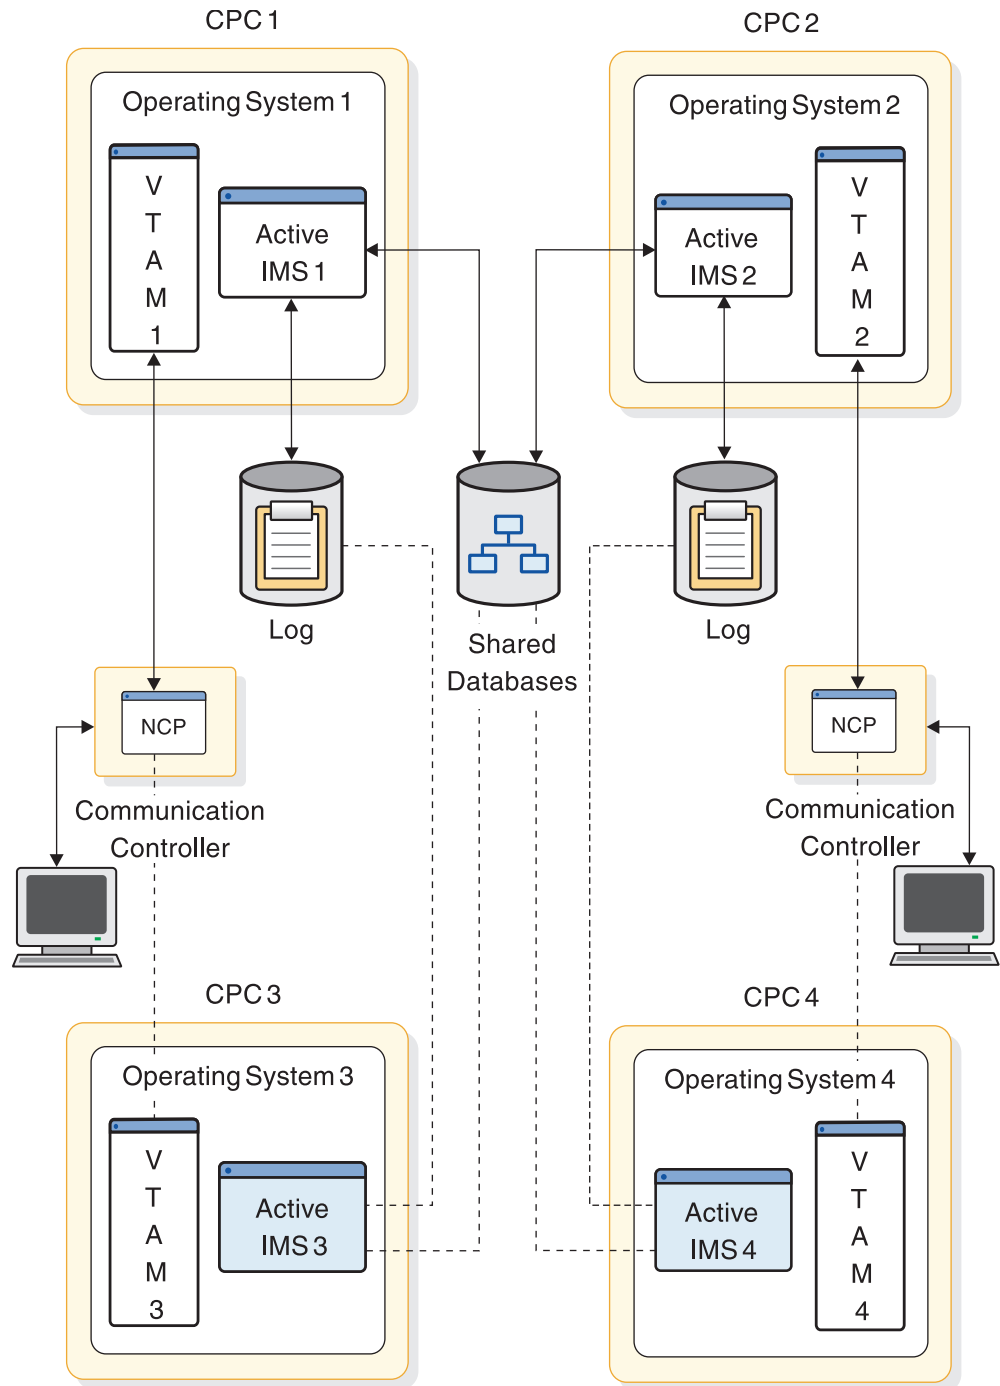 CPC 1
CPC 2
Operating System 1
Operating System 2
V
T
A
M
1
Active
IMS 1
Active
IMS 2
V
T
A
M
2
Log
Shared
Databases
Log
NCP
NCP
Communication
Controller
Communication
Controller
CPC 3
CPC 4
Operating System 3
Operating System 4
V
T
A
M
3
Active
IMS 3
Active
IMS 4
V
T
A
M
4